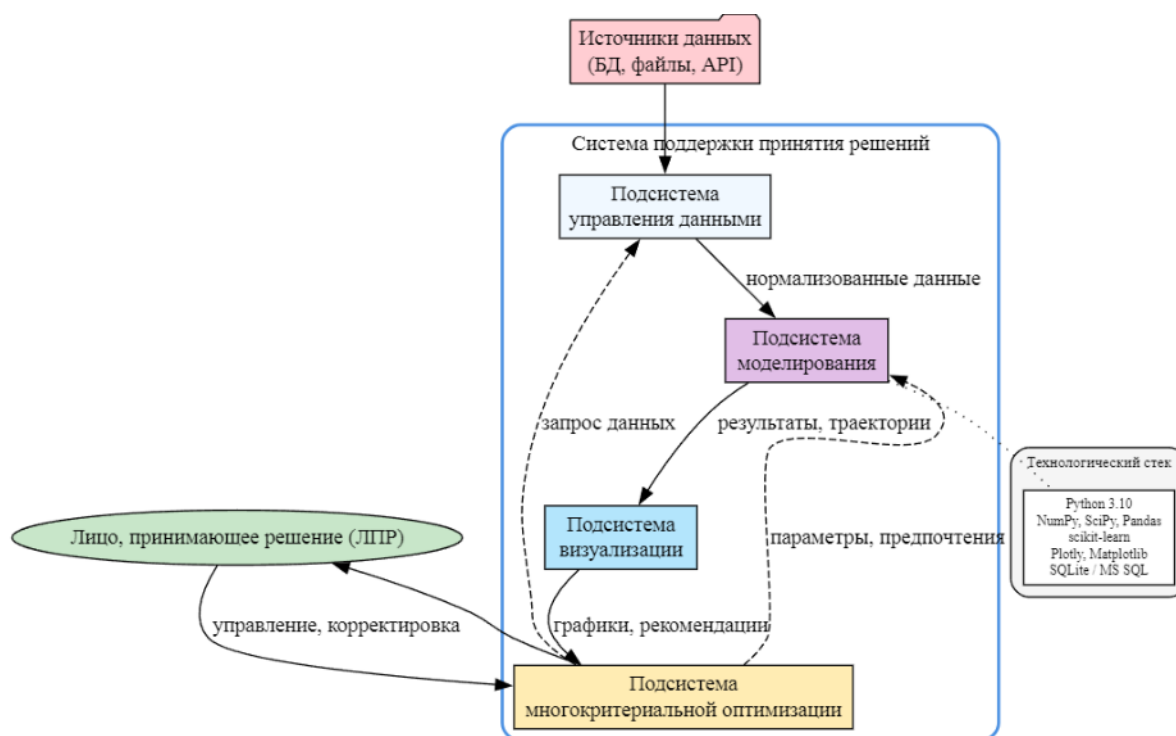 Источники данных
(БД, файлы, API)
Система поддержки принятия решений
Подсистема
управления данными
нормализованные данные
Подсистема
моделирования
запрос данных
результаты, траектории
Технологический стек
Python 3.10
NumPy, SciPy, Pandas
scikit-learn
Plotly, Matplotlib
SQLite / MS SQL
Лицо, принимающее решение (ЛПР)
Подсистема
визуализации
параметры, предпочтения
управление, корректировка
графики, рекомендации
Подсистема
многокритериальной оптимизации